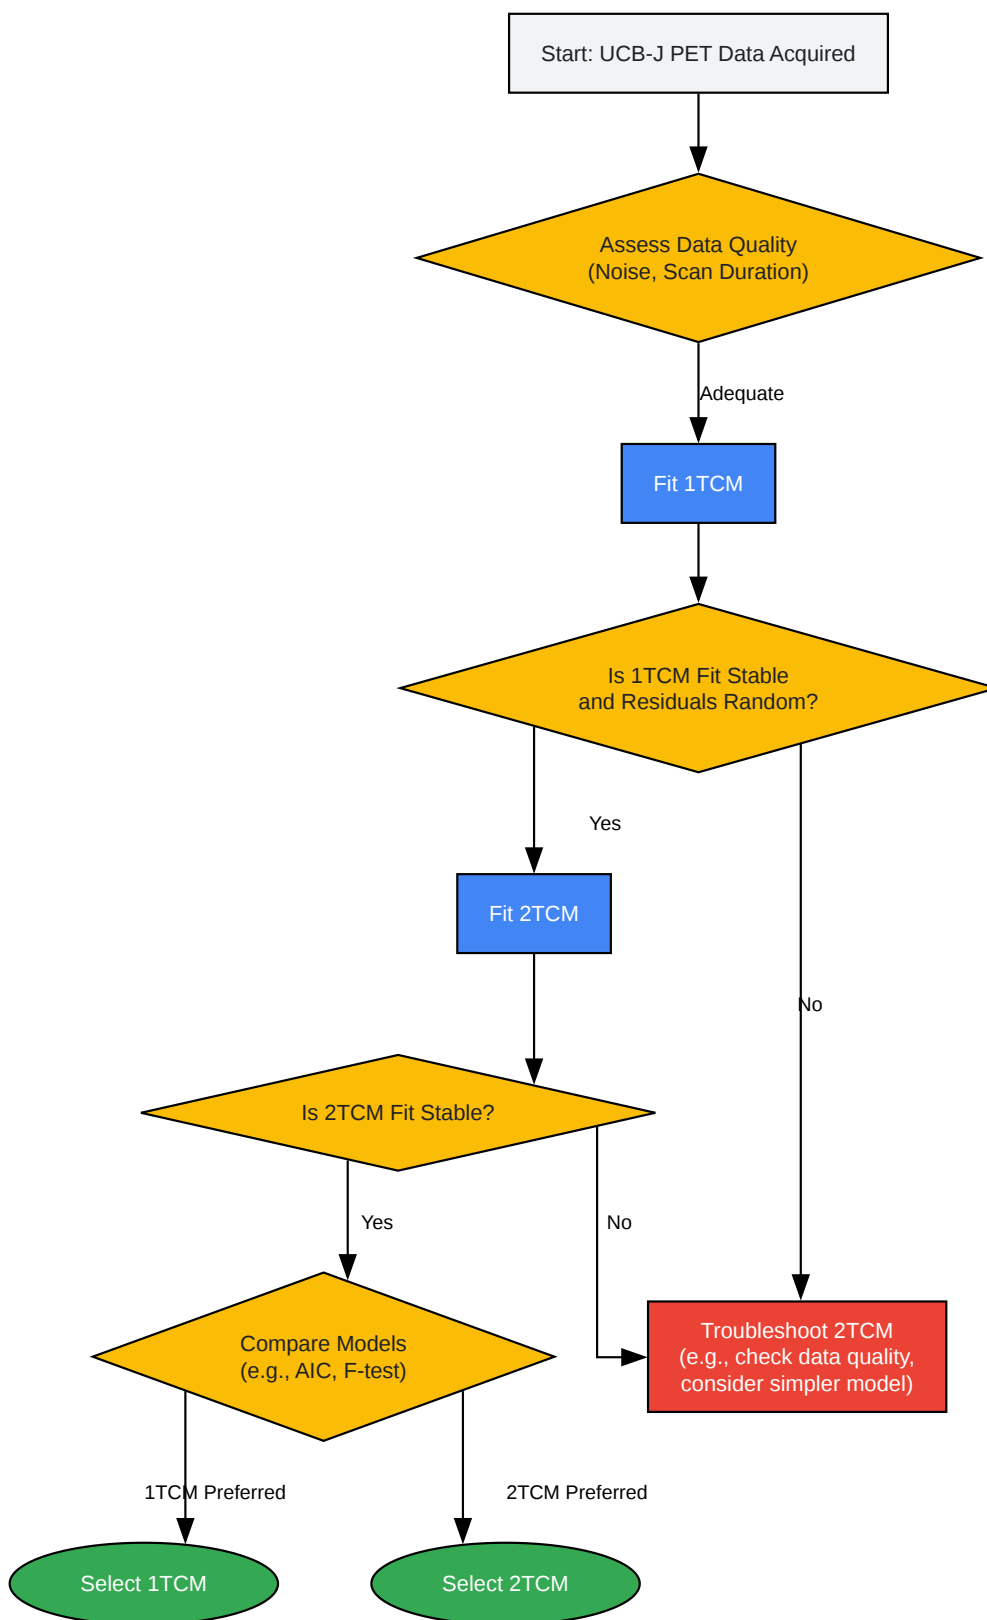 Start: UCB-J PET Data Acquired
Assess Data Quality
(Noise, Scan Duration)
Adequate
Fit 1TCM
Is 1TCM Fit Stable
and Residuals Random?
Yes
Fit 2TCM
No
Is 2TCM Fit Stable?
Yes
No
Compare Models
(e.g., AIC, F-test)
Troubleshoot 2TCM
(e.g., check data quality,
consider simpler model)
1TCM Preferred
2TCM Preferred
Select 1TCM
Select 2TCM